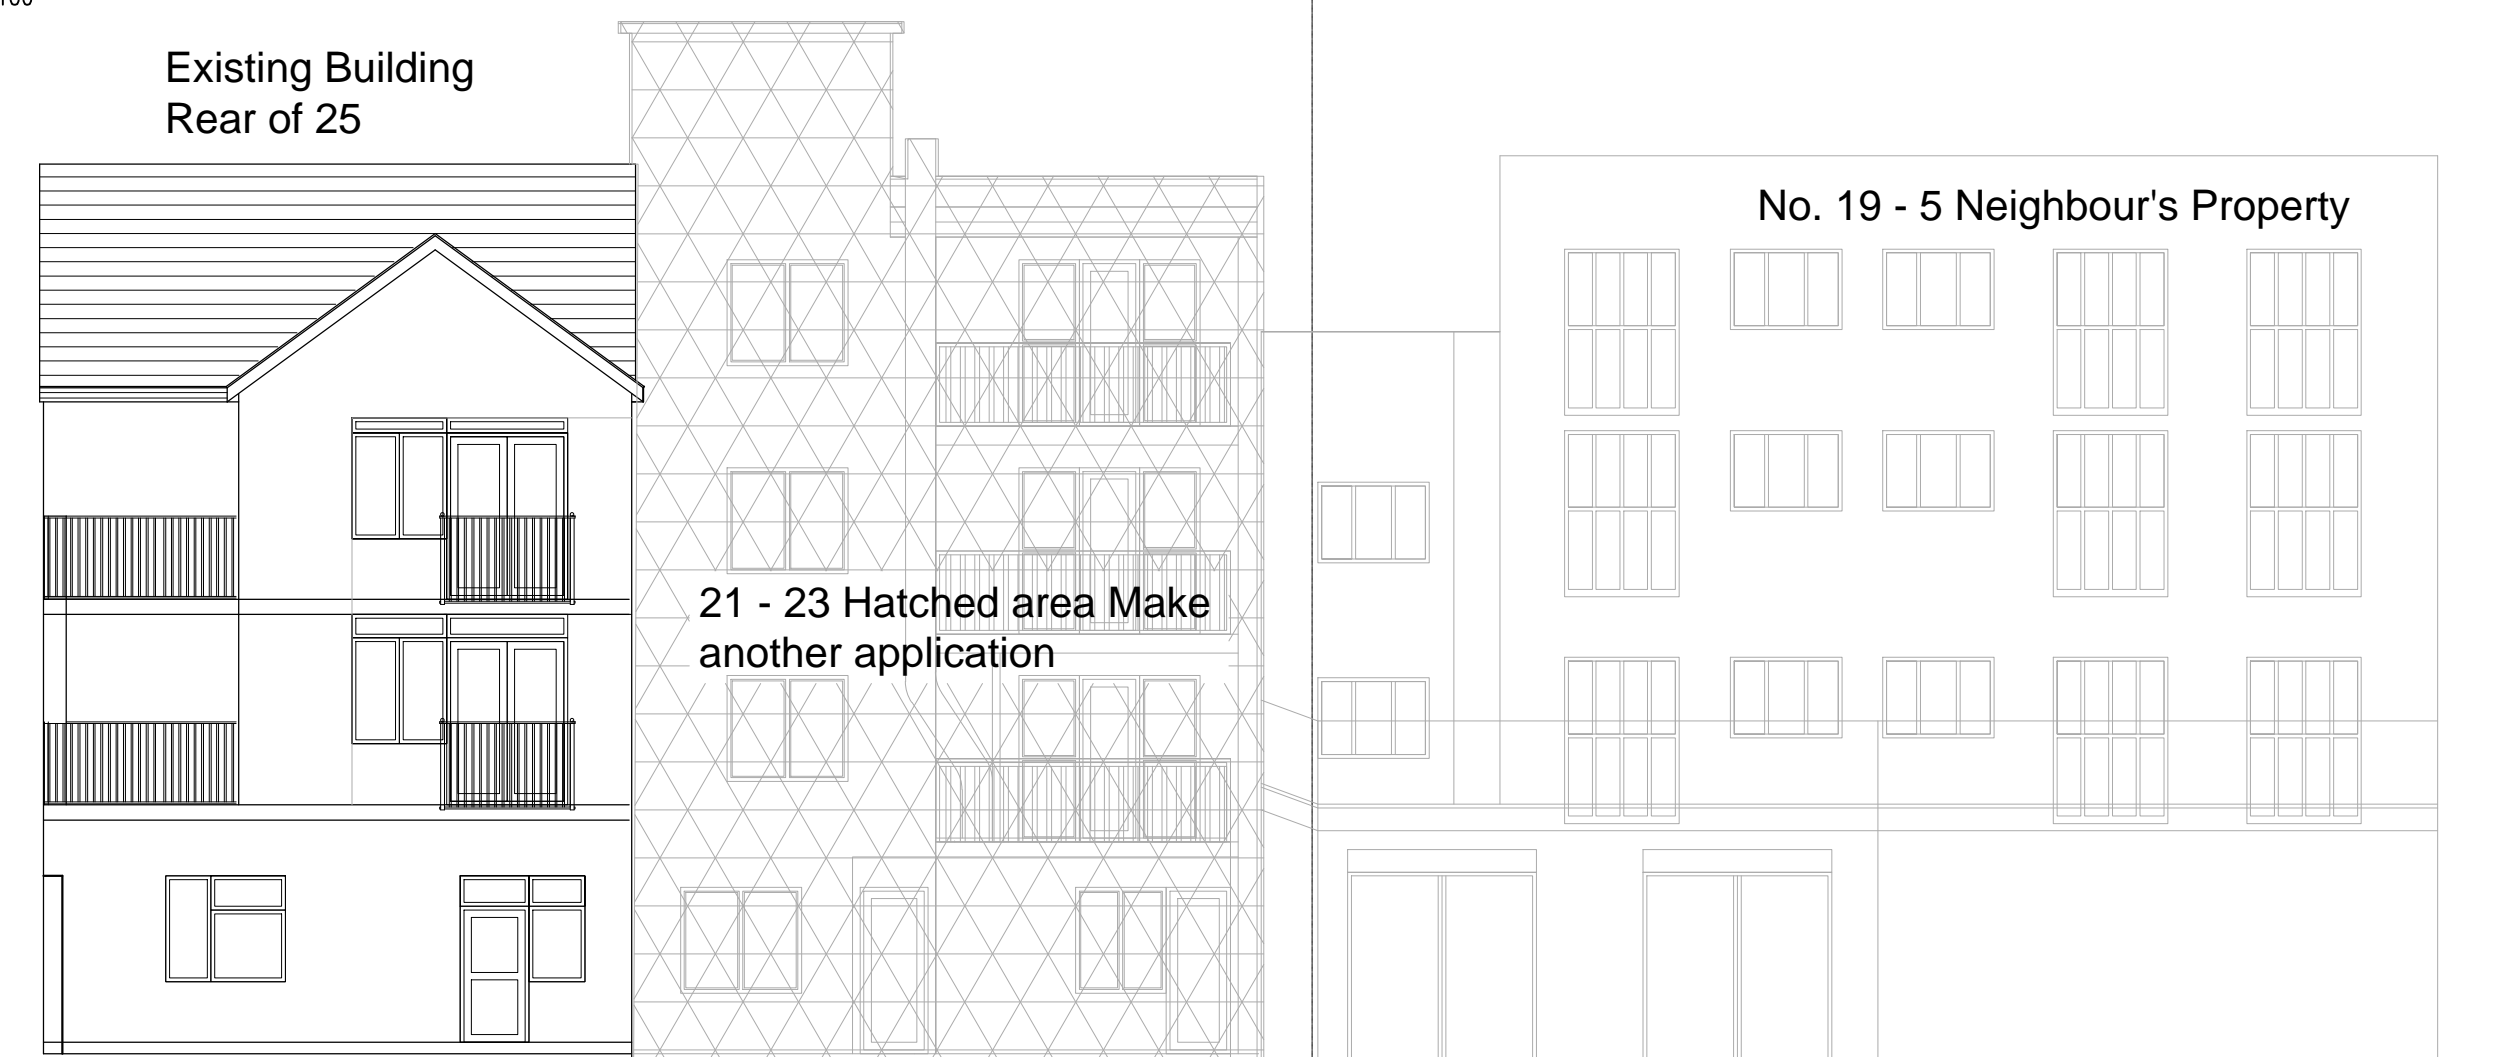 Existing Building
Rear of 25
No. 19 - 5 Neighbour's Property
21 - 23 Hatched area Make
another application